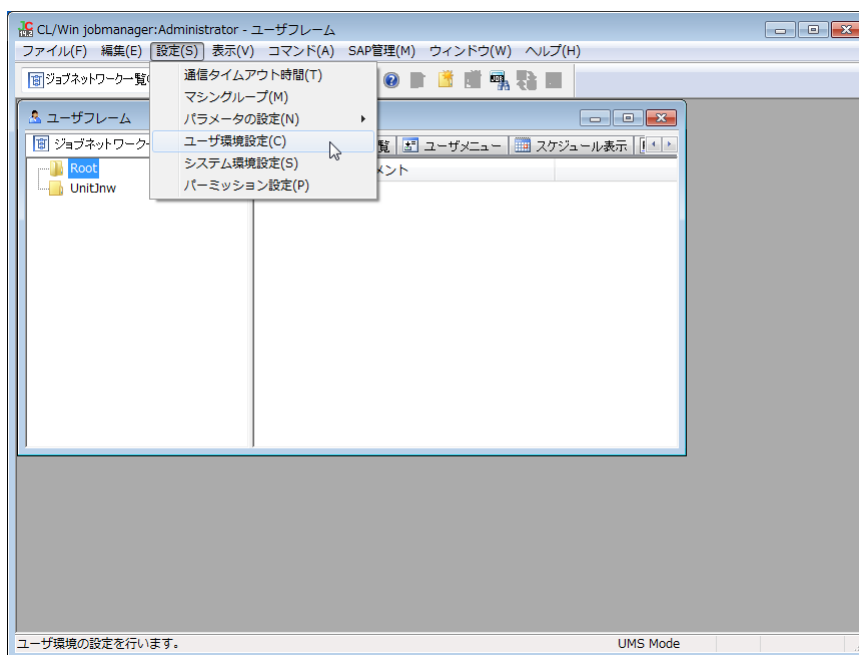 CL/Win jobmanager:Administrator - ユーザフレーム
ファイル(F) 編集(E) 設定(S) 表示(V) コマンド(A) SAP管理(M) ウィンドウ(W) ヘルプ(H)
ジョブネットワーク一覧
通信タイムアウト時間(T)
マシングループ(M)
パラメータの設定(N)
ユーザ環境設定(C)
システム環境設定(S)
パーミッション設定(P)
ユーザフレーム
ジョブネットワーク 覧 ユーザメニュー スケジュール表示
Root
メント
UnitJnw
ユーザ環境の設定を行います。 UMS Mode